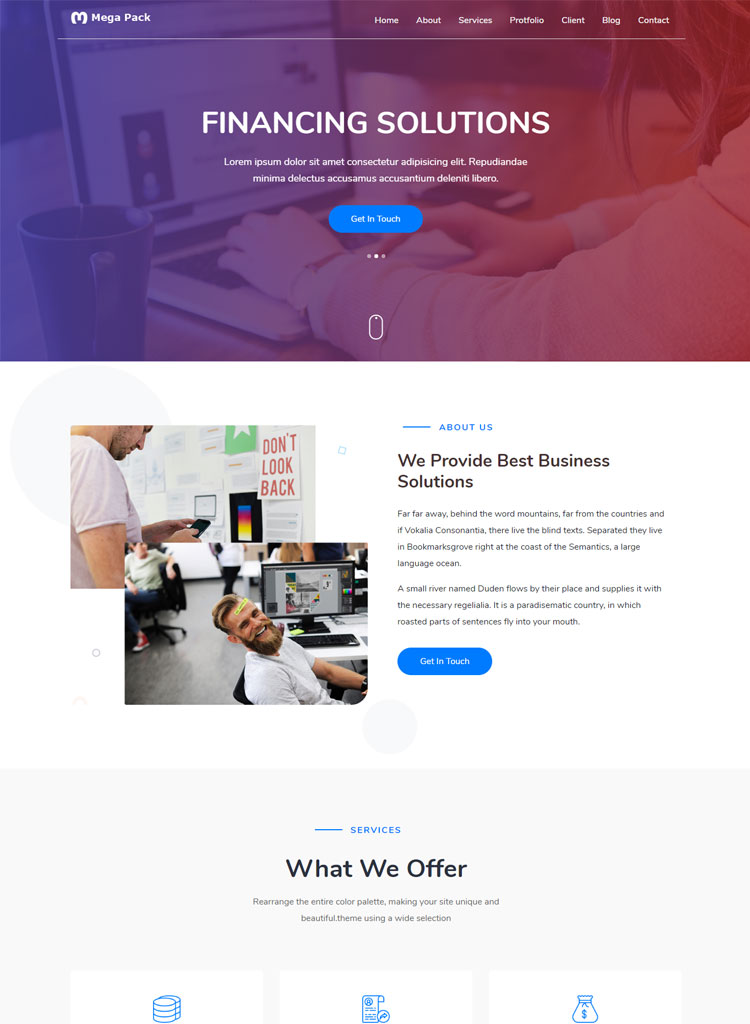 Mega Pack
Home About Services Protfolio Client Blog Contact
FINANCING SOLUTIONS
Lorem ipsum dolor sit amet consectetur adipisicing elit. Repudiandae
minima delectus accusamus accusantium deleniti libero.
Get In Touch
DON'T
LOOK
BACK
ABOUT US
We Provide Best Business
Solutions
Far far away, behind the word mountains, far from the countries and
if Vokalia Consonantia, there live the blind texts. Separated they live
in Bookmarksgrove right at the coast of the Semantics, a large
language ocean.
A small river named Duden flows by their place and supplies it with
the necessary regelialia. It is a paradisematic country, in which
roasted parts of sentences fly into your mouth.
Get In Touch
SERVICES
What We Offer
Rearrange the entire color palette, making your site unique and
beautiful.theme using a wide selection
$